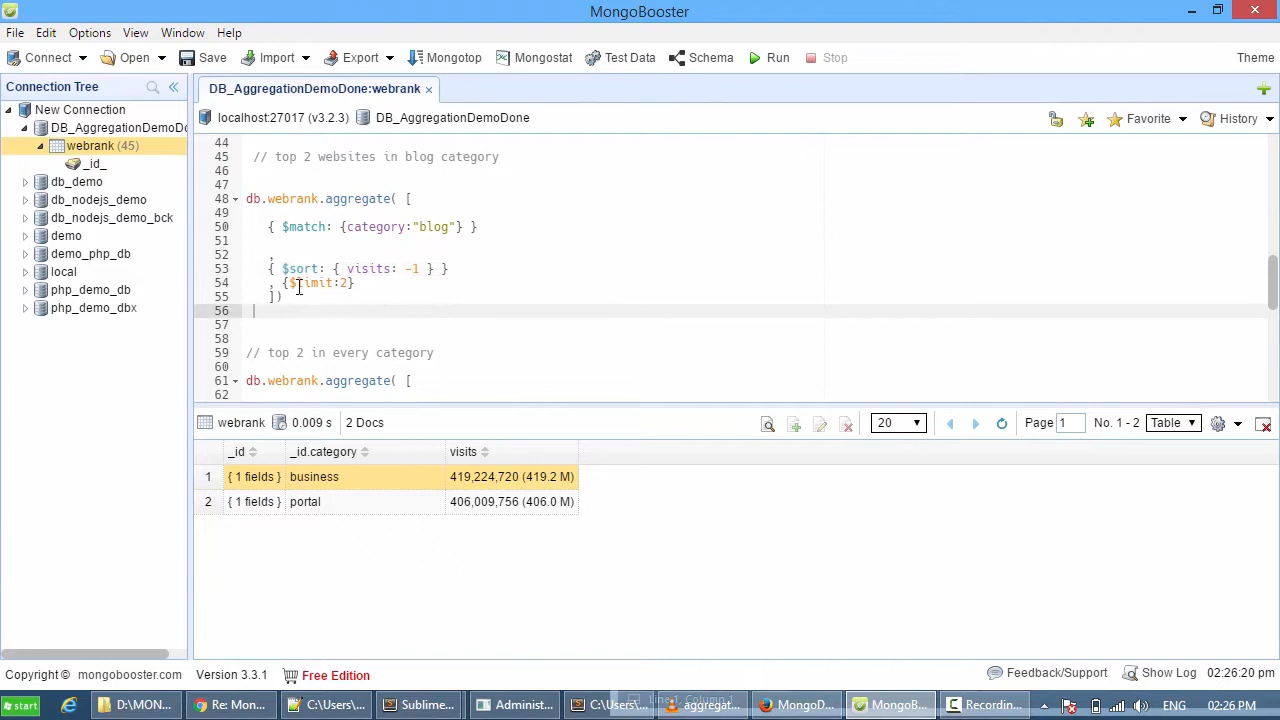 MongoBooster
File Edit Options View Window Help
Connect Open Save Import Export Mongotop Mongostat Test Data Schema Run Stop Theme
Connection Tree
DB_AggregationDemoDone:webrank ×
New Connection
localhost:27017 (v3.2.3) DB_AggregationDemoDone Favorite History
webrank (45)
_id_
db_demo
db_nodejs_demo
db_nodejs_demo_bck
demo
demo_php_db
local
php_demo_db
php_demo_dbx
44
45 // top 2 websites in blog category
46
47
48 db.webrank.aggregate( [
49
50 { $match: {category:"blog"} }
51
52 ,
53 { $sort: { visits: -1 } }
54 , {$limit:2}
55 ])
56
57
58
59 // top 2 in every category
60
61 db.webrank.aggregate( [
62
webrank 0.009 s 2 Docs 20 Page 1 No. 1 - 2 Table
_id _id.category visits
1 { 1 fields } business 419,224,720 (419.2 M)
2 { 1 fields } portal 406,009,756 (406.0 M)
Copyright © mongobooster.com Version 3.3.1 Free Edition Feedback/Support Show Log 02:26:20 pm
start D:\MON... Re: Mon... C:\Users\... Sublime... Administ... C:\Users\... aggregat... MongoD... MongoB... Recordin... ENG 02:26 PM